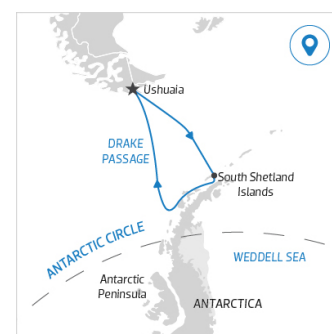 Ushuaia
DRAKE
PASSAGE
South Shetland
Islands
ANTARCTIC CIRCLE
WEDDELL SEA
Antarctic
Peninsula
ANTARCTICA